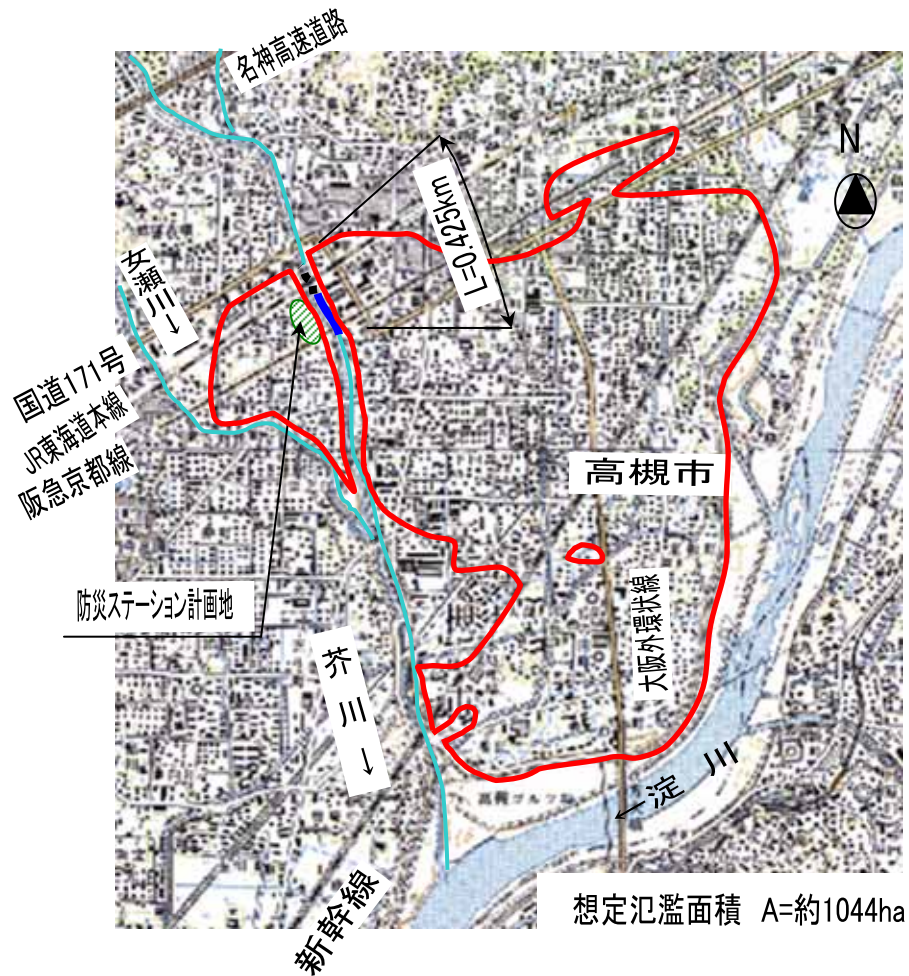 名神高速道路
N
L=0.425km
女瀬川↓
国道171号
JR東海道本線
阪急京都線
高槻市
防災ステーション計画地
大阪外環状線
芥川↓
←淀川
新幹線
想定氾濫面積 A=約1044ha